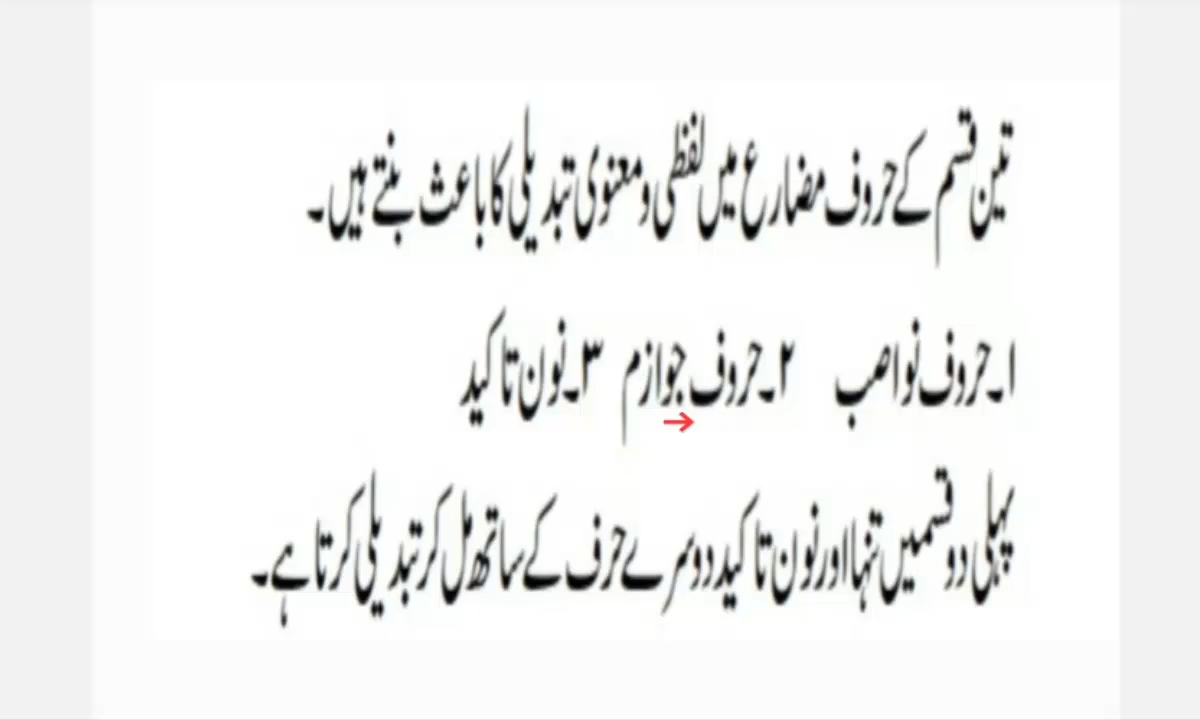 تین قسم کے حروف مضارع میں لفظی و معنوی تبدیلی کا باعث بنتے ہیں۔
۱۔حروف نواصب ۲۔حروف جوازم ۳۔نون تاکید
پہلی دو قسمیں تنہا اور نون تاکید دوسرے حرف کے ساتھ مل کر تبدیلی کرتا ہے۔